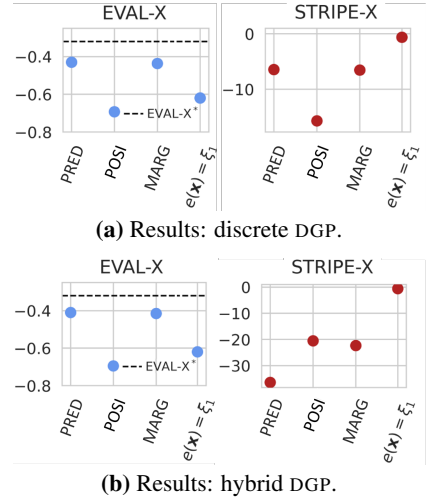 EVAL-X
STRIPE-X
−0.4
−0.6
−0.8
EVAL-X*
0
−10
PRED
POSI
MARG
e(x) = ξ₁
PRED
POSI
MARG
e(x) = ξ₁
(a) Results: discrete DGP.
EVAL-X
STRIPE-X
−0.4
−0.6
−0.8
EVAL-X*
0
−10
−20
−30
PRED
POSI
MARG
e(x) = ξ₁
PRED
POSI
MARG
e(x) = ξ₁
(b) Results: hybrid DGP.